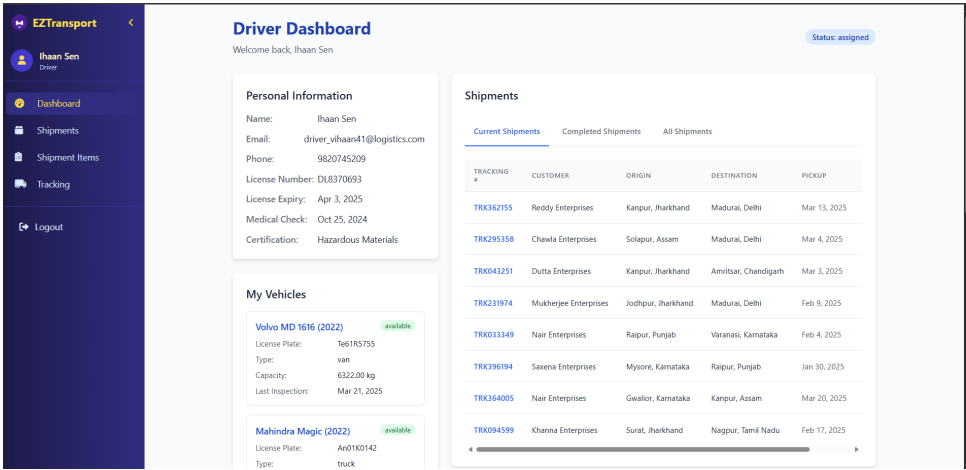 EZTransport
Ihaan Sen
Driver
Dashboard
Shipments
Shipment Items
Tracking
Logout
Driver Dashboard
Welcome back, Ihaan Sen
Status: assigned
Personal Information
Name: Ihaan Sen
Email: driver_vihaan41@logistics.com
Phone: 9820745209
License Number: DL8370693
License Expiry: Apr 3, 2025
Medical Check: Oct 25, 2024
Certification: Hazardous Materials
My Vehicles
Volvo MD 1616 (2022) available
License Plate: Te61R5755
Type: van
Capacity: 6322.00 kg
Last Inspection: Mar 21, 2025
Mahindra Magic (2022) available
License Plate: An01K0142
Type: truck
Shipments
Current Shipments Completed Shipments All Shipments
TRACKING # CUSTOMER ORIGIN DESTINATION PICKUP
TRK362155 Reddy Enterprises Kanpur, Jharkhand Madurai, Delhi Mar 13, 2025
TRK295358 Chawla Enterprises Solapur, Assam Madurai, Delhi Mar 4, 2025
TRK043251 Dutta Enterprises Kanpur, Jharkhand Amritsar, Chandigarh Mar 3, 2025
TRK231974 Mukherjee Enterprises Jodhpur, Jharkhand Madurai, Delhi Feb 9, 2025
TRK033349 Nair Enterprises Raipur, Punjab Varanasi, Karnataka Feb 4, 2025
TRK396194 Saxena Enterprises Mysore, Karnataka Raipur, Punjab Jan 30, 2025
TRK364005 Nair Enterprises Gwalior, Karnataka Kanpur, Assam Mar 20, 2025
TRK094599 Khanna Enterprises Surat, Jharkhand Nagpur, Tamil Nadu Feb 17, 2025